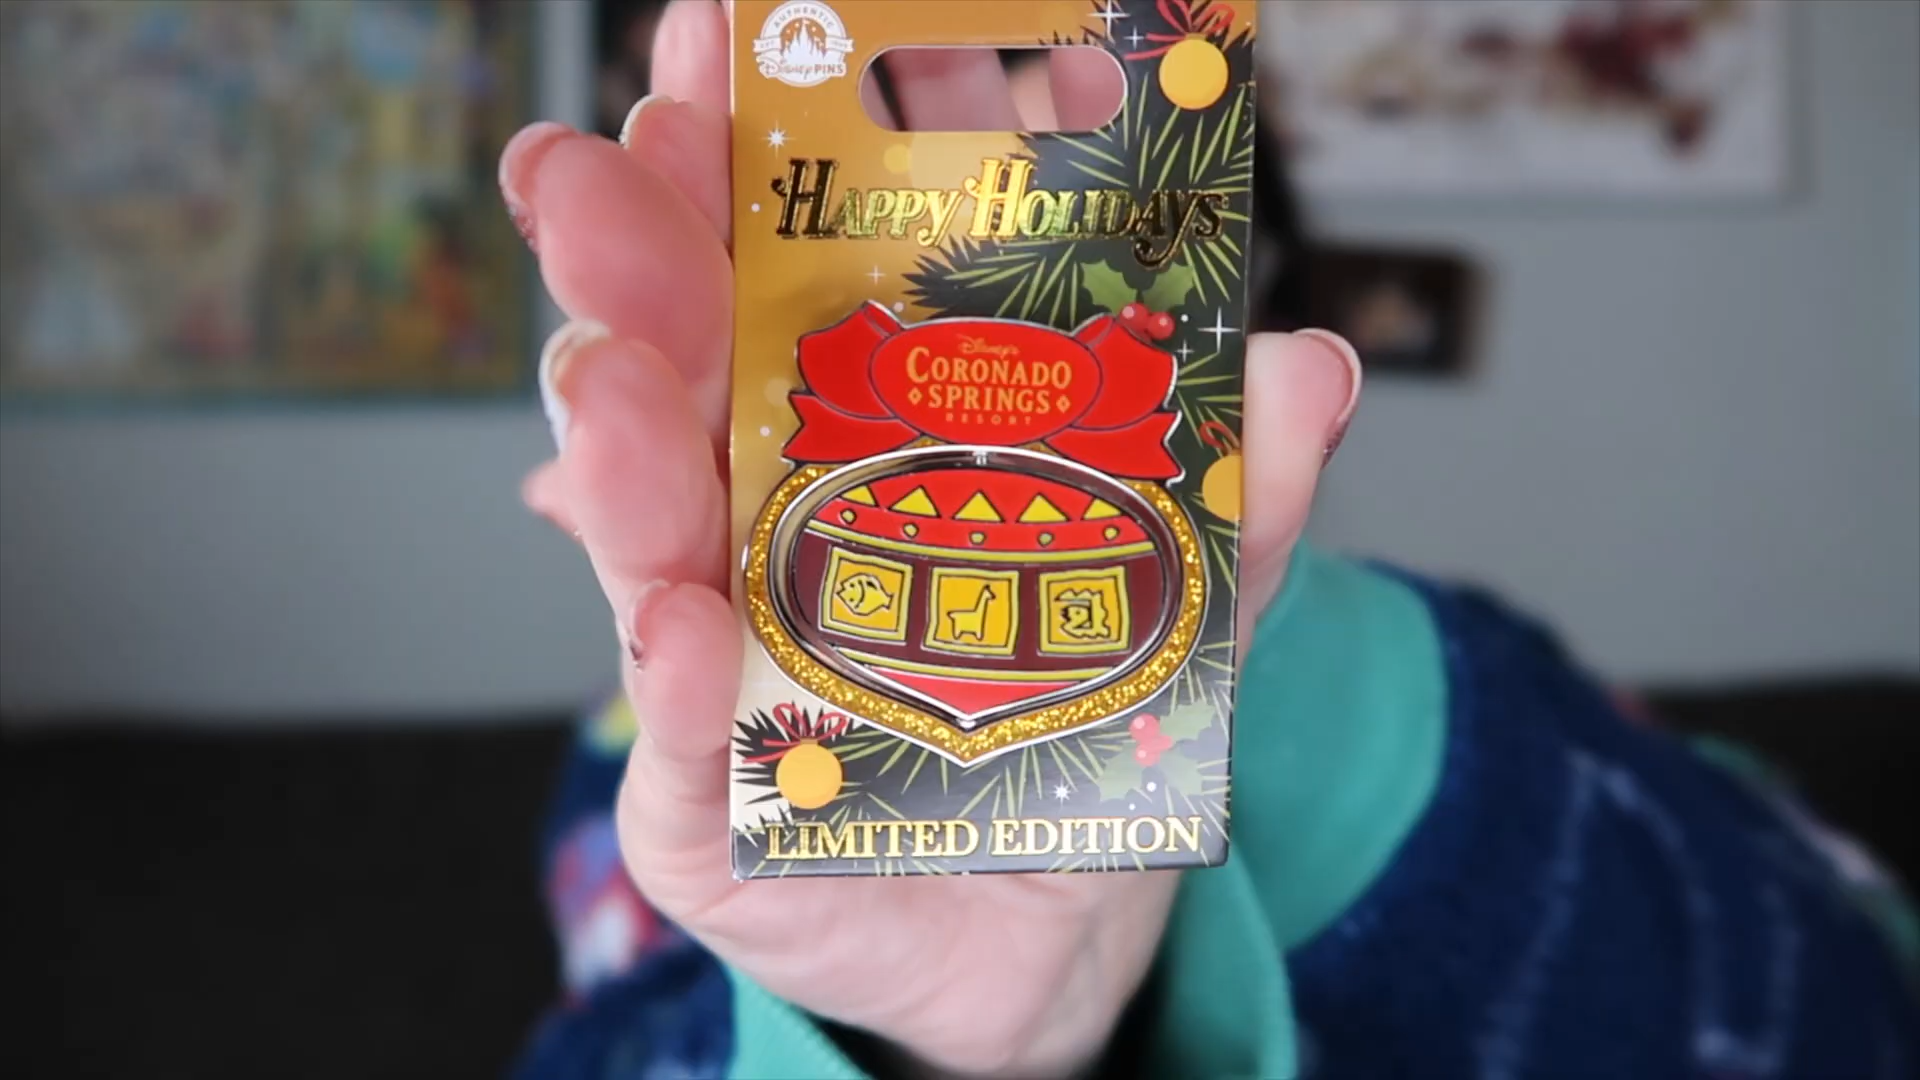 AUTHENTIC
Disney PINS
HAPPY HOLIDAYS
Disney's
CORONADO
SPRINGS
RESORT
LIMITED EDITION